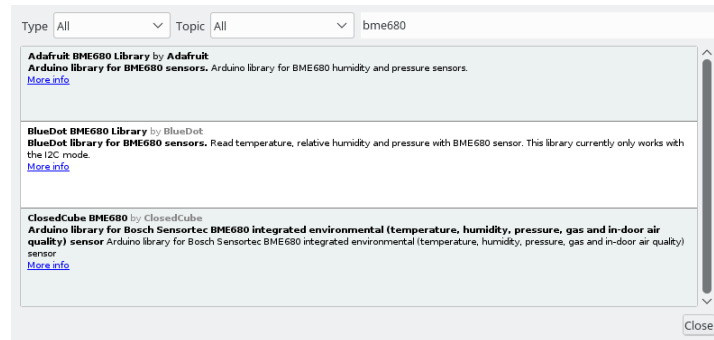 Type All Topic All bme680
Adafruit BME680 Library by Adafruit
Arduino library for BME680 sensors. Arduino library for BME680 humidity and pressure sensors.
More info
BlueDot BME680 Library by BlueDot
BlueDot library for BME680 sensors. Read temperature, relative humidity and pressure with BME680 sensor. This library currently only works with
the I2C mode.
More info
ClosedCube BME680 by ClosedCube
Arduino library for Bosch Sensortec BME680 integrated environmental (temperature, humidity, pressure, gas and in-door air
quality) sensor Arduino library for Bosch Sensortec BME680 integrated environmental (temperature, humidity, pressure, gas and in-door air quality)
sensor
More info
Close